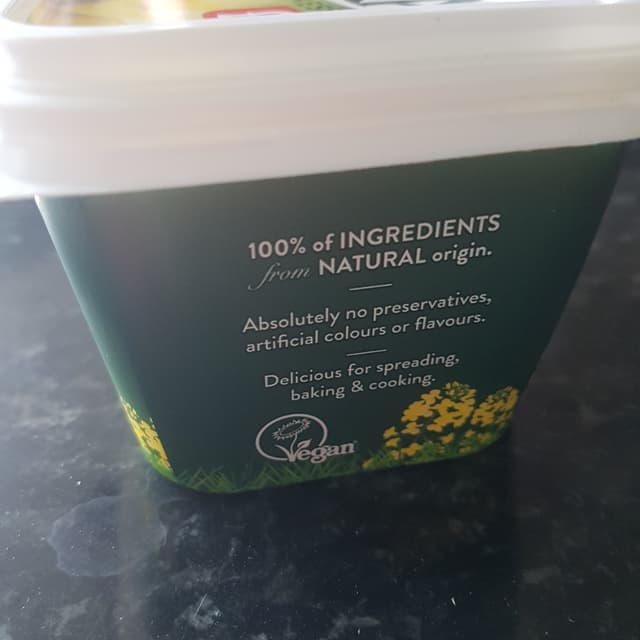 100% of INGREDIENTS
from NATURAL origin.
Absolutely no preservatives,
artificial colours or flavours.
Delicious for spreading,
baking & cooking.
Vegan